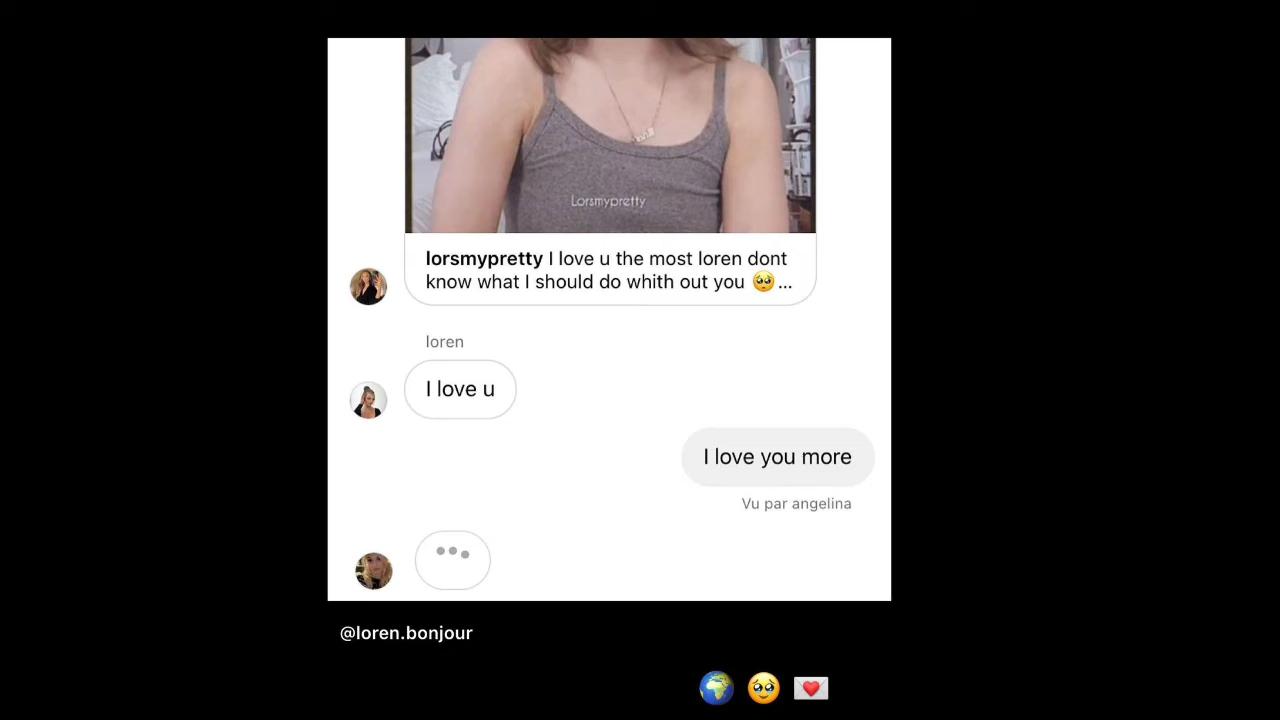 Lorsmypretty
lorsmypretty I love u the most loren dont
know what I should do whith out you 🥹...
loren
I love u
I love you more
Vu par angelina
@loren.bonjour
🌍 🥹 💌